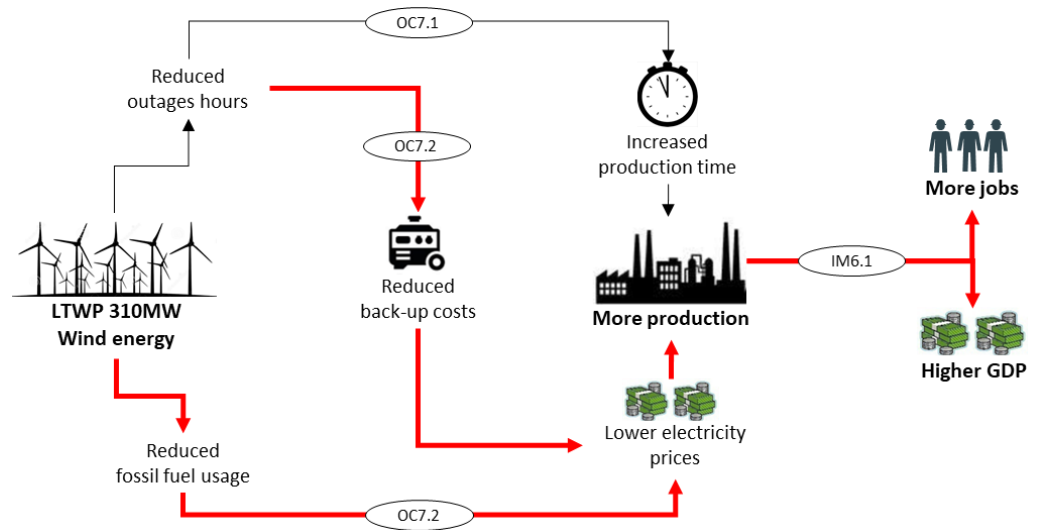 OC7.1
Reduced
outages hours
OC7.2
Increased
production time
More jobs
LTWP 310MW
Wind energy
Reduced
back-up costs
More production
IM6.1
Higher GDP
Lower electricity
prices
Reduced
fossil fuel usage
OC7.2